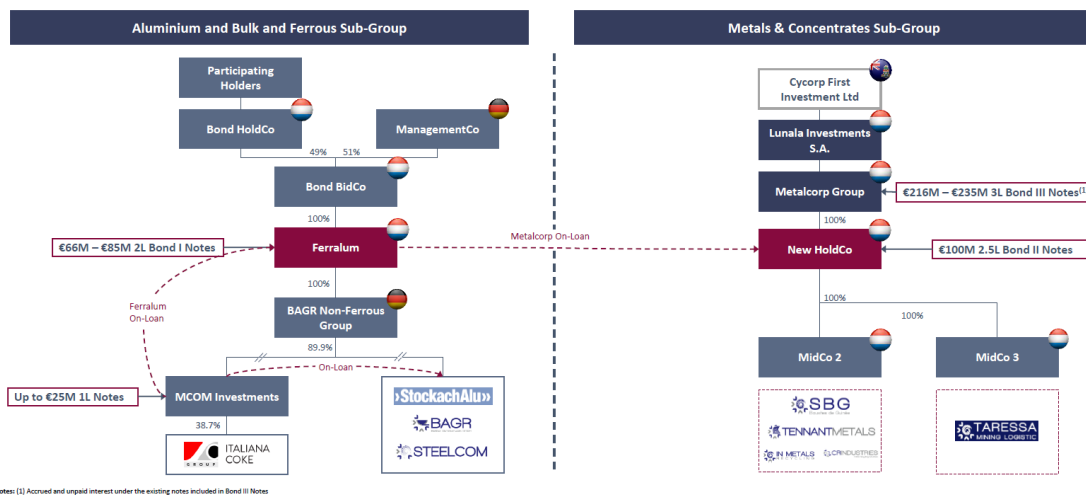 Aluminium and Bulk and Ferrous Sub-Group
Participating
Holders
Bond HoldCo
ManagementCo
49%
51%
Bond BidCo
100%
€66M – €85M 2L Bond I Notes
Ferralum
Metalcorp On-Loan
100%
Ferralum
On-Loan
BAGR Non-Ferrous
Group
89.9%
On-Loan
Up to €25M 1L Notes
MCOM Investments
38.7%
GROUP
ITALIANA
COKE
StockachAlu
BAGR
STEELCOM
Metals & Concentrates Sub-Group
Cycorp First
Investment Ltd
Lunala Investments
S.A.
Metalcorp Group
€216M – €235M 3L Bond III Notes(1
100%
New HoldCo
€100M 2.5L Bond II Notes
100%
100%
MidCo 2
MidCo 3
SBG
TENNANTMETALS
IN METALS
CRINDUSTRIES
TARESSA
MINING LOGISTIC
otes: (1) Accrued and unpaid interest under the existing notes included in Bond III Notes